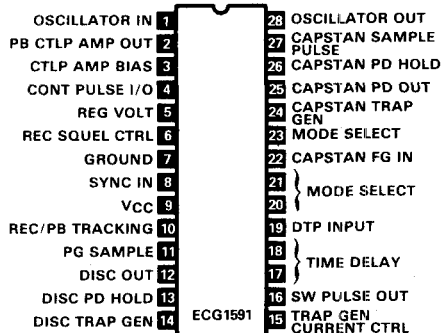 OSCILLATOR IN 1
PB CTLP AMP OUT 2
CTLP AMP BIAS 3
CONT PULSE I/O 4
REG VOLT 5
REC SQUEL CTRL 6
GROUND 7
SYNC IN 8
VCC 9
REC/PB TRACKING 10
PG SAMPLE 11
DISC OUT 12
DISC PD HOLD 13
DISC TRAP GEN 14
ECG1591
28 OSCILLATOR OUT
27 CAPSTAN SAMPLE
PULSE
26 CAPSTAN PD HOLD
25 CAPSTAN PD OUT
24 CAPSTAN TRAP
GEN
23 MODE SELECT
22 CAPSTAN FG IN
21
MODE SELECT
20
19 DTP INPUT
18
TIME DELAY
17
16 SW PULSE OUT
15 TRAP GEN
CURRENT CTRL